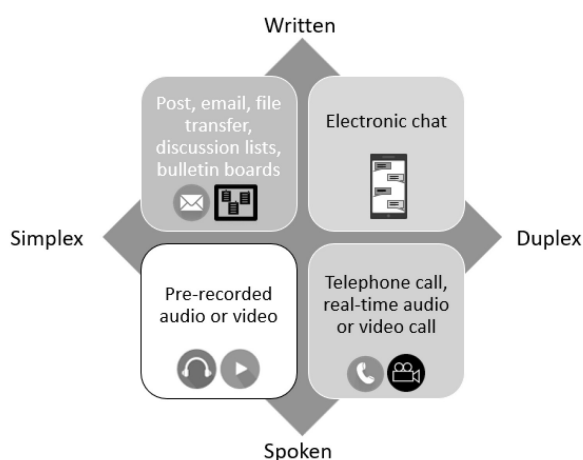 Written
Post, email, file
transfer,
discussion lists,
bulletin boards
Electronic chat
Simplex
Duplex
Pre-recorded
audio or video
Telephone call,
real-time audio
or video call
Spoken